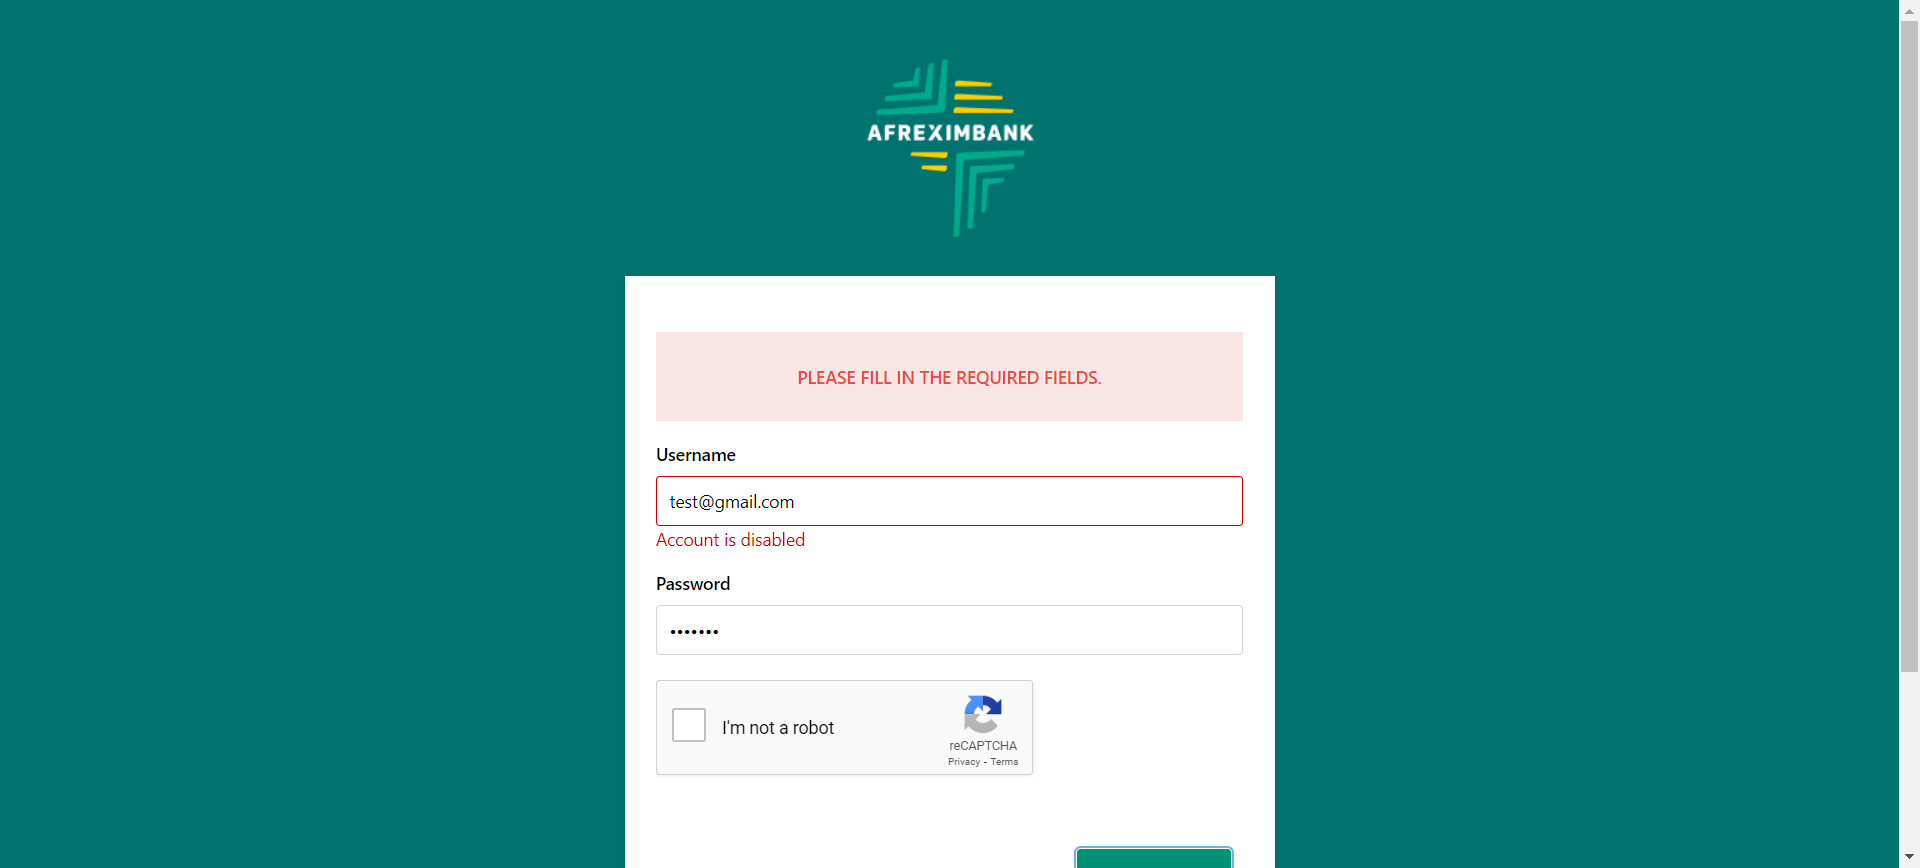 AFREXIMBANK
PLEASE FILL IN THE REQUIRED FIELDS.
Username
test@gmail.com
Account is disabled
Password
•••••••
I'm not a robot
reCAPTCHA
Privacy - Terms